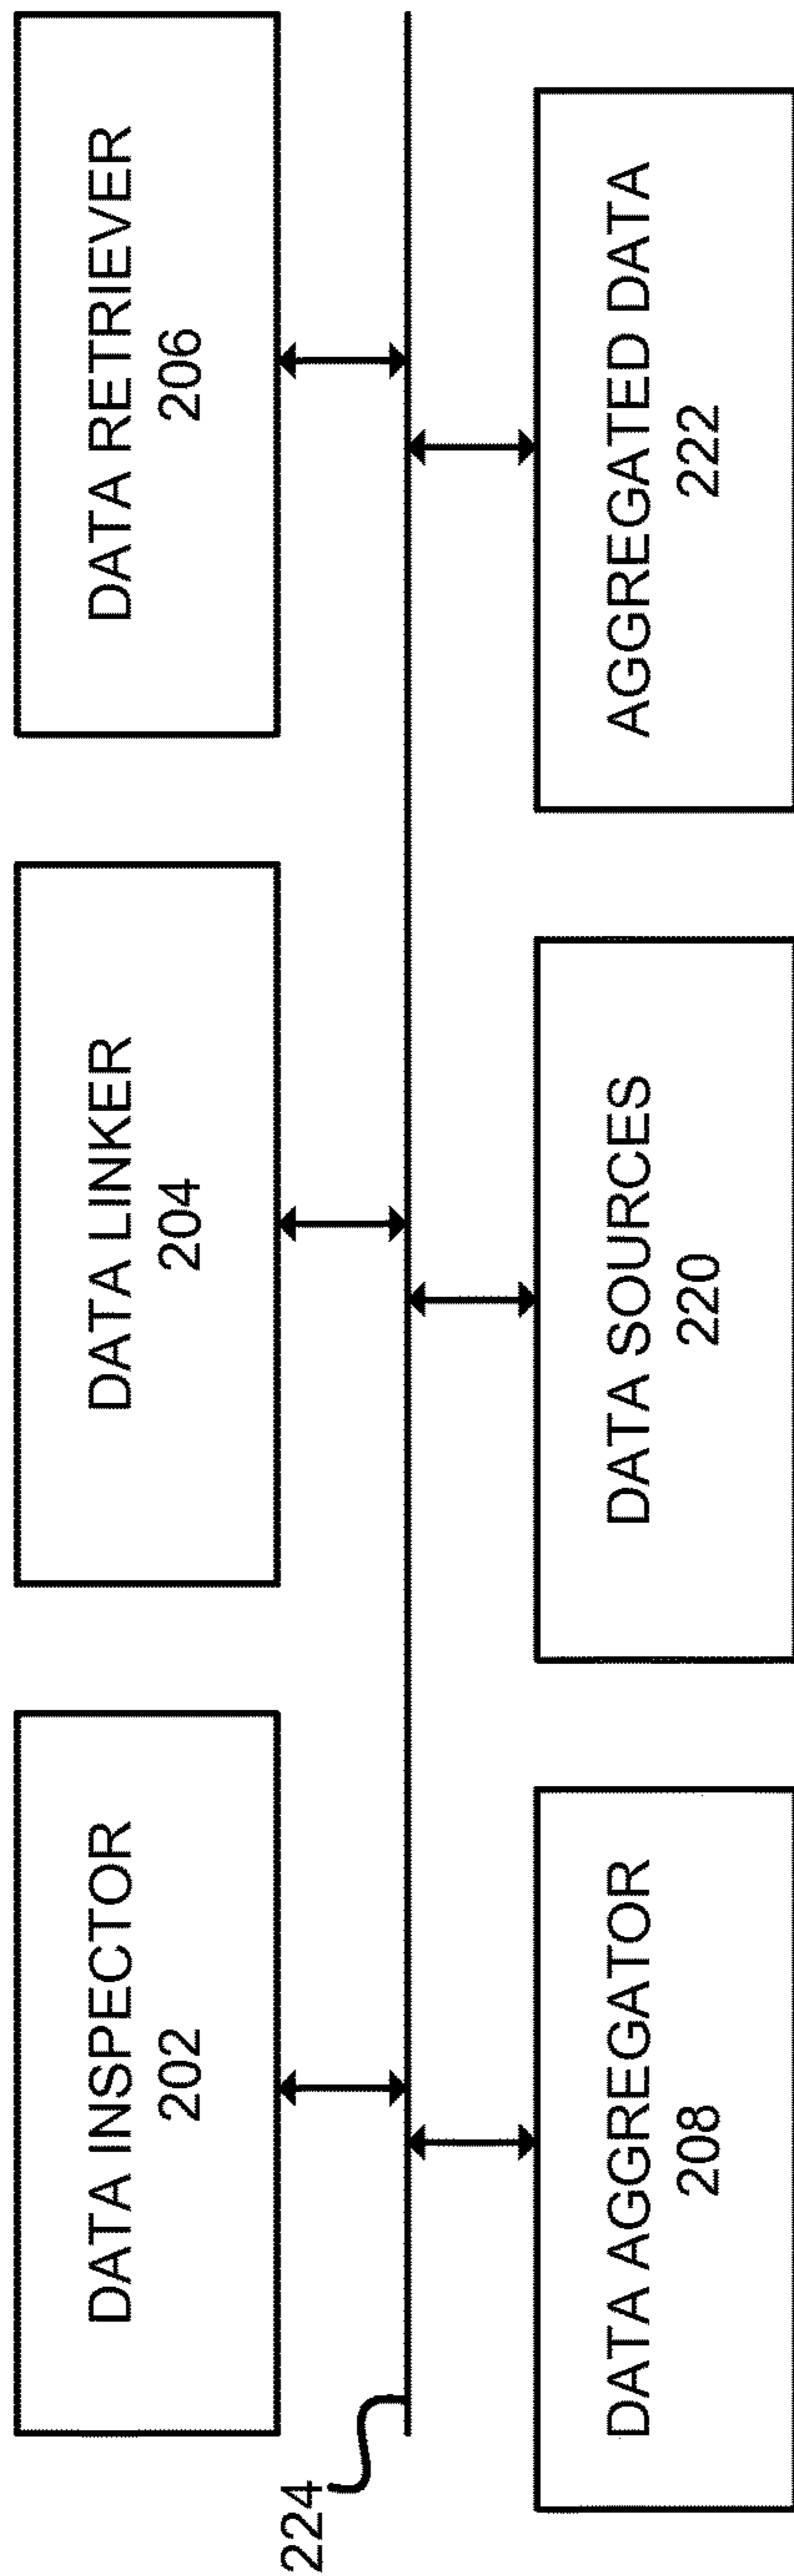 DATA INSPECTOR
202
DATA LINKER
204
DATA RETRIEVER
206
224
DATA AGGREGATOR
208
DATA SOURCES
220
AGGREGATED DATA
222